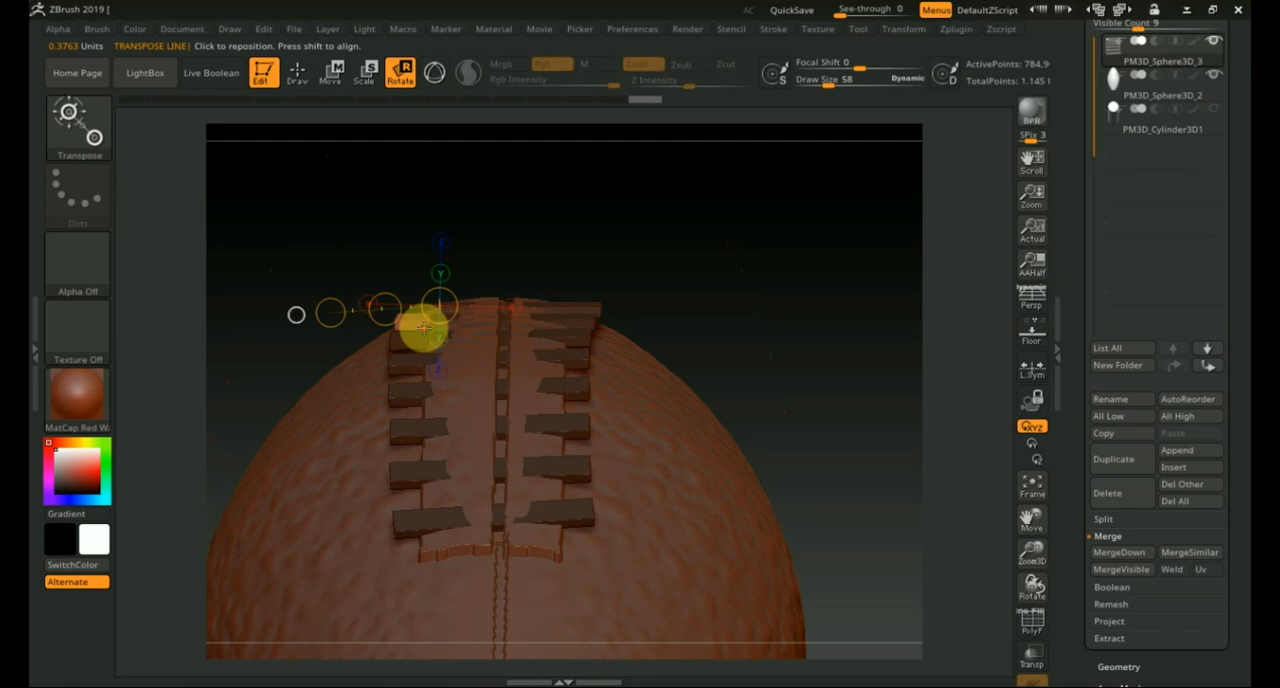 ZBrush 2019 [
AC QuickSave See-through 0 Menus DefaultZScript
Alpha Brush Color Document Draw Edit File Layer Light Macro Marker Material Movie Picker Preferences Render Stencil Stroke Texture Tool Transform Zplugin Zscript
0.3763 Units TRANSPOSE LINE| Click to reposition. Press shift to align.
Home Page LightBox Live Boolean Edit Draw Move Scale Rotate
Mrgb Rgb M Zadd Zsub Zcut
Rgb Intensity Z Intensity
S Focal Shift 0
Draw Size 58 Dynamic
D ActivePoints: 784,9
TotalPoints: 1.145
Visible Count 9
PM3D_Sphere3D_3
PM3D_Sphere3D_2
PM3D_Cylinder3D1
Transpose
Dots
Alpha Off
Texture Off
MatCap Red W
Gradient
SwitchColor
Alternate
Z
Y
BPR
SPix 3
Scroll
Zoom
Actual
AAHalf
Dynamic
Persp
Floor
L.Sym
XYZ
Frame
Move
Zoom3D
Rotate
PolyF
Transp
List All
New Folder
Rename AutoReorder
All Low All High
Copy Paste
Duplicate Append
Insert
Delete Del Other
Del All
Split
Merge
MergeDown MergeSimilar
MergeVisible Weld Uv
Boolean
Remesh
Project
Extract
Geometry